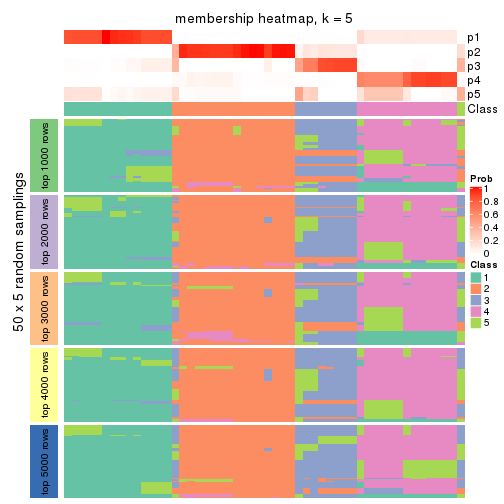 membership heatmap, k = 5
p1
p2
p3
p4
p5
Class
50 x 5 random samplings
top 1000 rows
top 2000 rows
top 3000 rows
top 4000 rows
top 5000 rows
Prob
1
0.8
0.6
0.4
0.2
0
Class
1
2
3
4
5